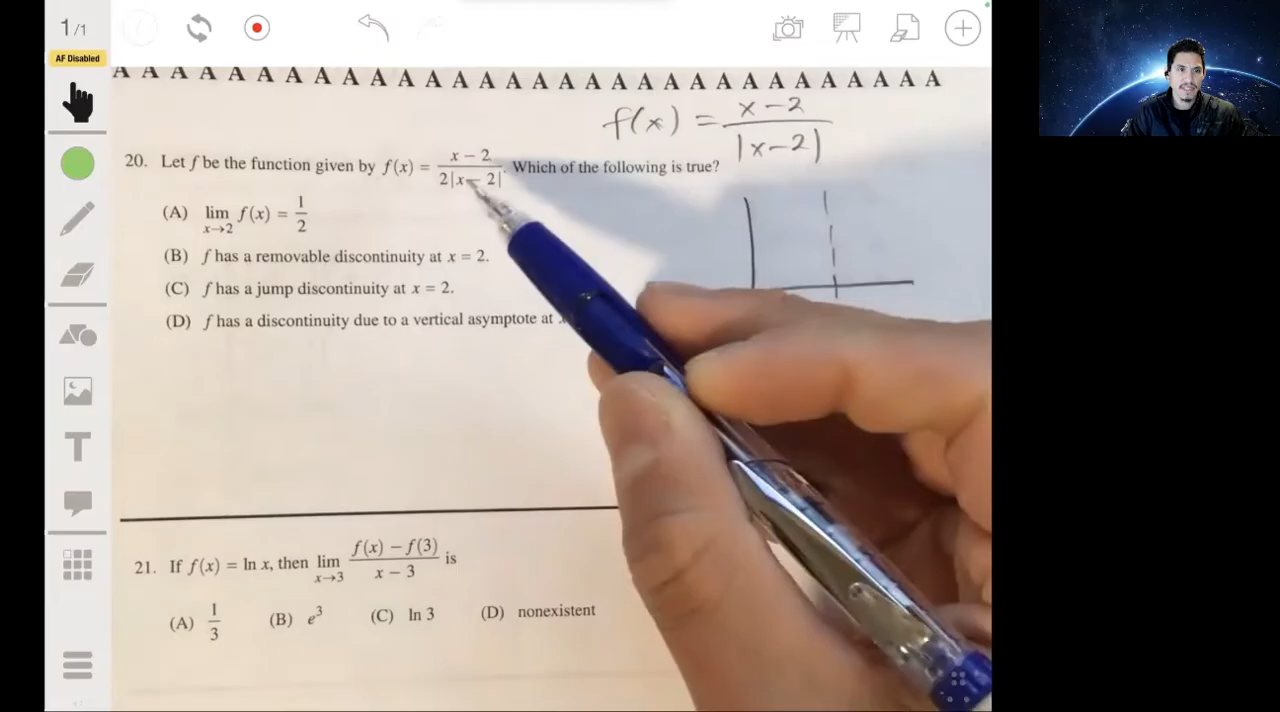 1/1
AF Disabled
A A A A A A A A A A A A A A A A A A A A A A A A A A A A A A
f(x) = x-2 / |x-2|
20. Let f be the function given by f(x) = x - 2 / 2|x - 2|. Which of the following is true?
(A) lim x→2 f(x) = 1/2
(B) f has a removable discontinuity at x = 2.
(C) f has a jump discontinuity at x = 2.
(D) f has a discontinuity due to a vertical asymptote at
21. If f(x) = ln x, then lim x→3 f(x) - f(3) / x - 3 is
(A) 1/3 (B) e³ (C) ln 3 (D) nonexistent
T